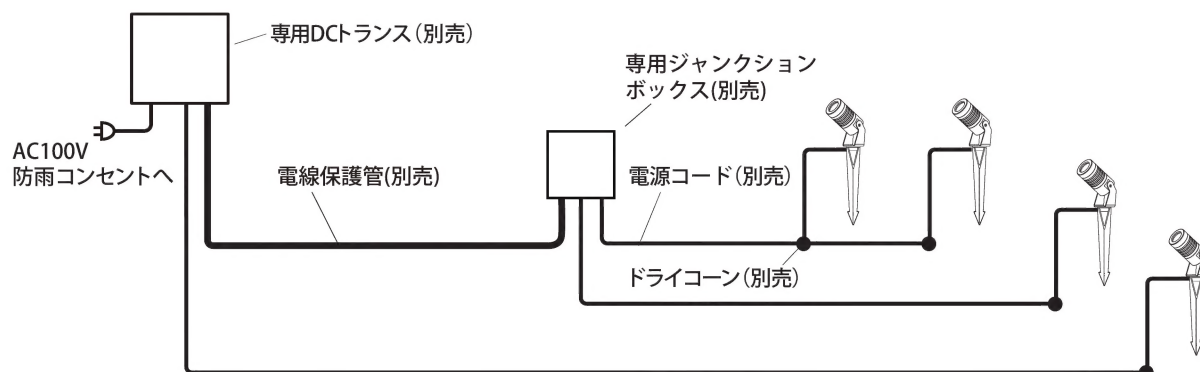 専用DCトランス（別売）
専用ジャンクション
ボックス(別売)
AC100V
防雨コンセントへ
電線保護管(別売)
電源コード（別売）
ドライコーン（別売）